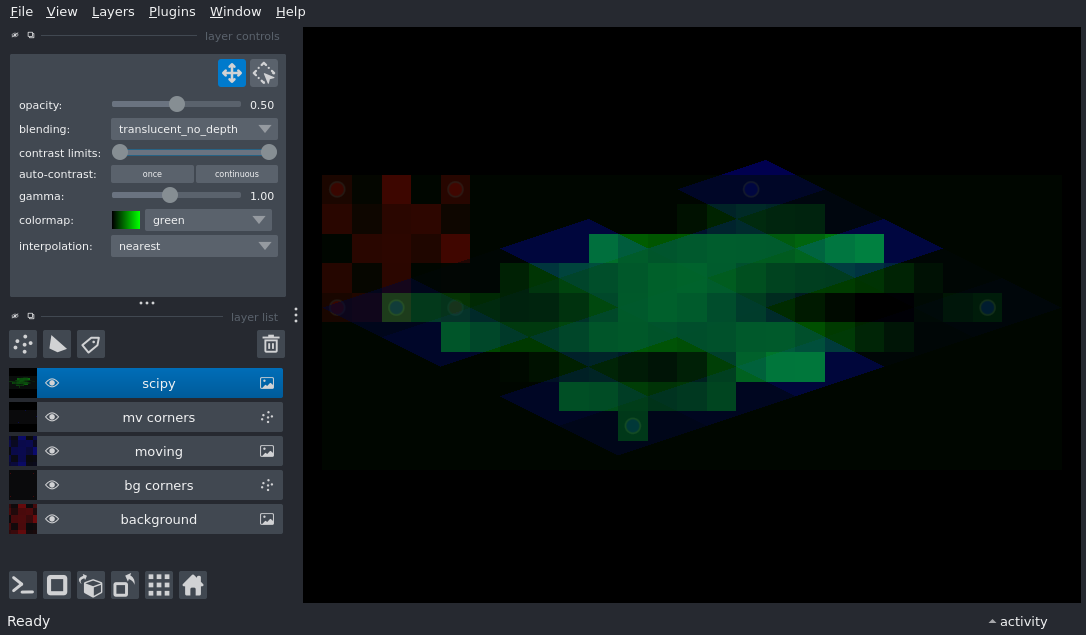 File View Layers Plugins Window Help
layer controls
opacity: 0.50
blending: translucent_no_depth
contrast limits:
auto-contrast: once continuous
gamma: 1.00
colormap: green
interpolation: nearest
layer list
scipy
mv corners
moving
bg corners
background
Ready
activity